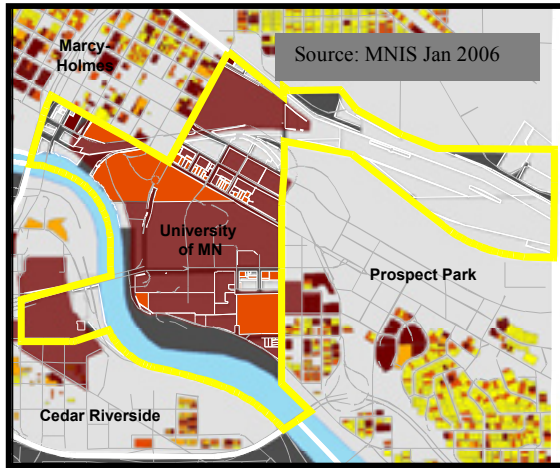 Marcy-
Holmes
Source: MNIS Jan 2006
University
of MN
Prospect Park
Cedar Riverside